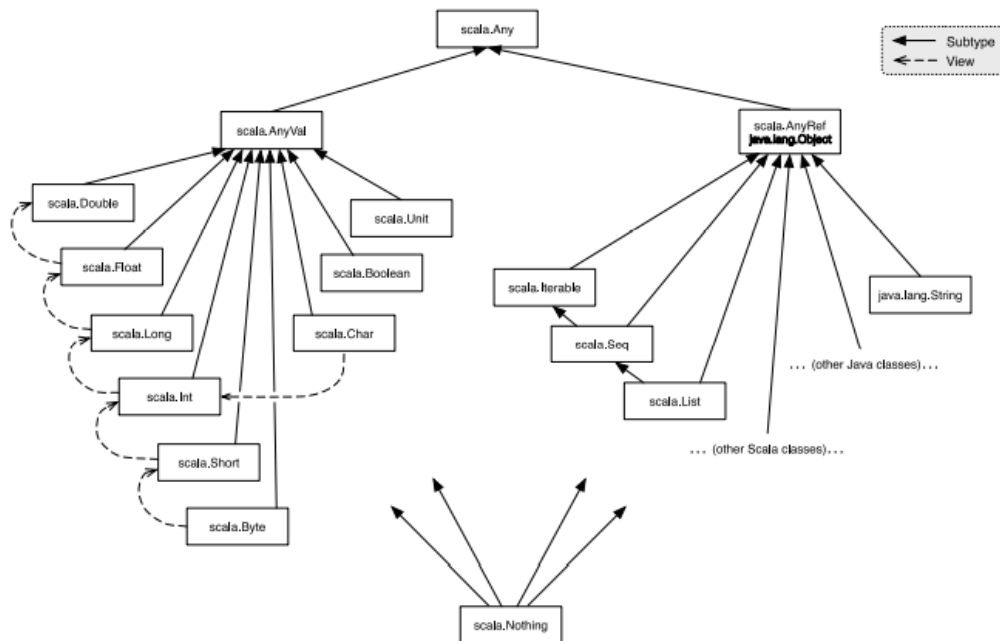 scala.Any
Subtype
View
scala.AnyVal
scala.AnyRef
java.lang.Object
scala.Double
scala.Unit
scala.Float
scala.Boolean
scala.Iterable
java.lang.String
scala.Long
scala.Char
scala.Seq
... (other Java classes)...
scala.Int
scala.List
... (other Scala classes)...
scala.Short
scala.Byte
scala.Nothing